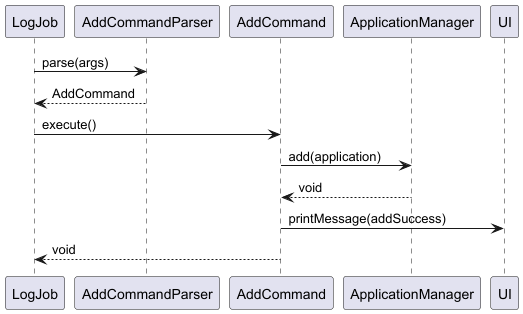 LogJob AddCommandParser AddCommand ApplicationManager UI
parse(args)
AddCommand
execute()
add(application)
void
printMessage(addSuccess)
void
LogJob AddCommandParser AddCommand ApplicationManager UI